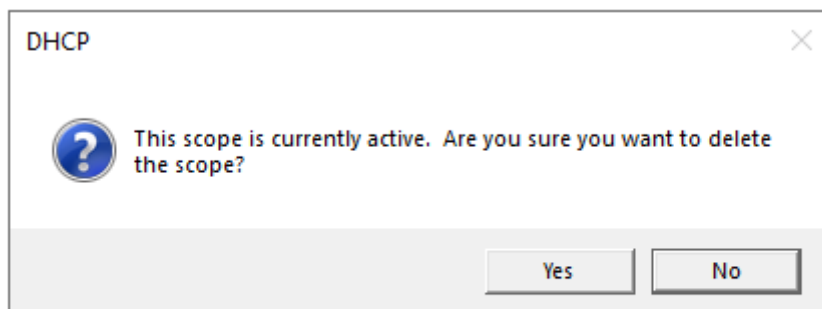 DHCP
This scope is currently active.  Are you sure you want to delete
the scope?
Yes
No